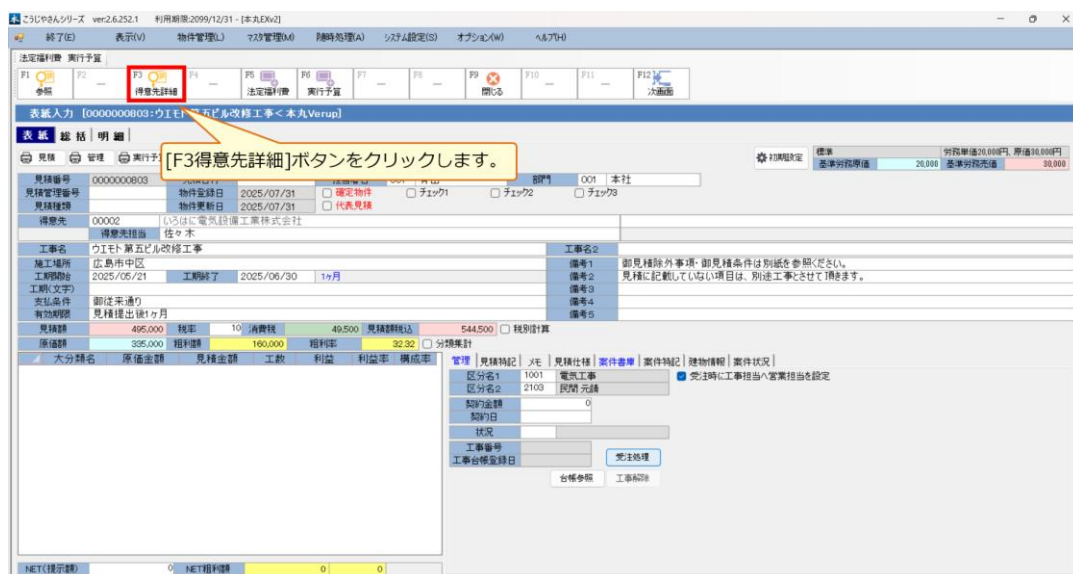 こうじやさんシリーズ ver:2.6.252.1 利用期限:2099/12/31 - [本丸EXv2]
終了(E) 表示(V) 物件管理(L) マスタ管理(M) 随時処理(A) システム設定(S) オプション(W) ヘルプ(H)
法定福利費 実行予算
F1 参照 F2 F3 得意先詳細 F4 F5 法定福利費 F6 実行予算 F7 F8 F9 閉じる F10 F11 F12 次画面
表紙入力 [0000000803:ウエモト第五ビル改修工事<本丸Verup]
表紙 総括 明細
[F3得意先詳細]ボタンをクリックします。
見積 管理 実行予 初期設定 標準 労務単価20,000円、原価30,000円
基準労務原価 20,000 基準労務売価 30,000
見積番号 0000000803 001 部門 001 本社
見積管理番号 物件登録日 2025/07/31 確定物件 チェック1 チェック2 チェック3
見積種類 物件更新日 2025/07/31 代表見積
得意先 00002 いろはに電気設備工業株式会社
得意先担当 佐々木
工事名 ウエモト第五ビル改修工事 工事名2
施工場所 広島市中区 備考1 御見積除外事項・御見積条件は別紙を参照ください。
工期開始 2025/05/21 工期終了 2025/06/30 1ヶ月 備考2 見積に記載していない項目は、別途工事とさせて頂きます。
工期(文字) 備考3
支払条件 御従来通り 備考4
有効期限 見積提出後1ヶ月 備考5
見積額 495,000 税率 10 消費税 49,500 見積額税込 544,500 税別計算
原価額 335,000 粗利額 160,000 粗利率 32.32 分類集計
大分類名 原価金額 見積金額 工数 利益 利益率 構成率
管理 見積特記 メモ 見積仕様 案件書庫 案件特記 建物情報 案件状況
区分名1 1001 電気工事 受注時に工事担当へ営業担当を設定
区分名2 2103 民間 元請
契約金額 0
契約日
状況
工事番号
工事台帳登録日 受注処理
台帳参照 工事解除
NET(提示額) 0 NET粗利額 0 0